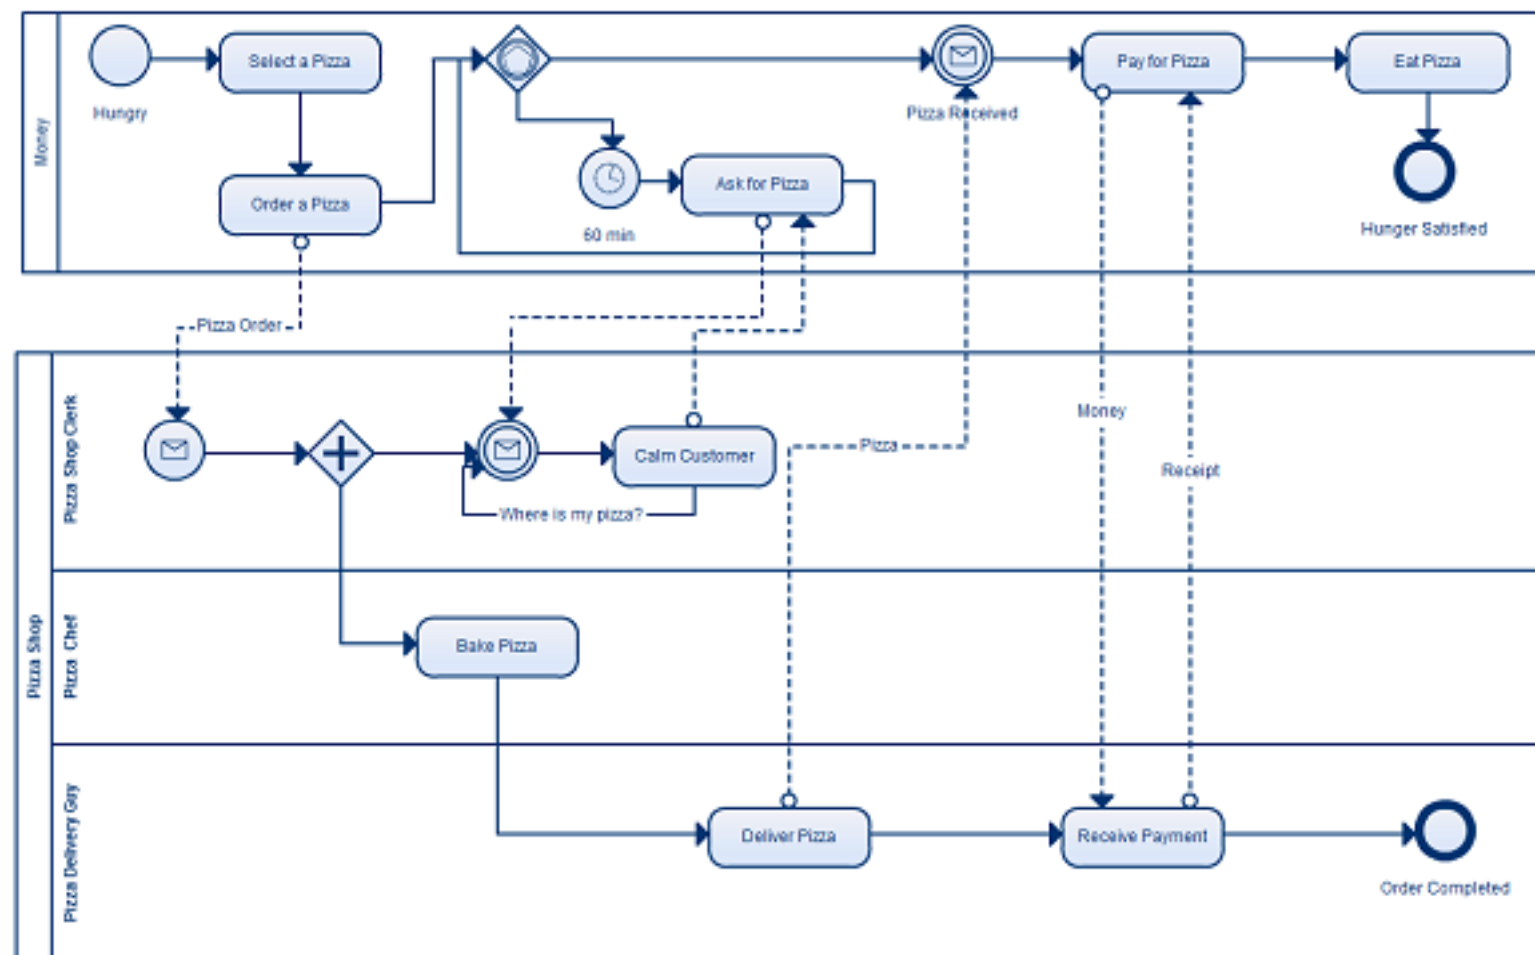 Money
Hungry
Select a Pizza
Order a Pizza
60 min
Ask for Pizza
Pizza Received
Pay for Pizza
Eat Pizza
Hunger Satisfied
Pizza Order
Pizza
Money
Receipt
Pizza Shop
Pizza Shop Clerk
Calm Customer
Where is my pizza?
Pizza Chef
Bake Pizza
Pizza Delivery Guy
Deliver Pizza
Receive Payment
Order Completed